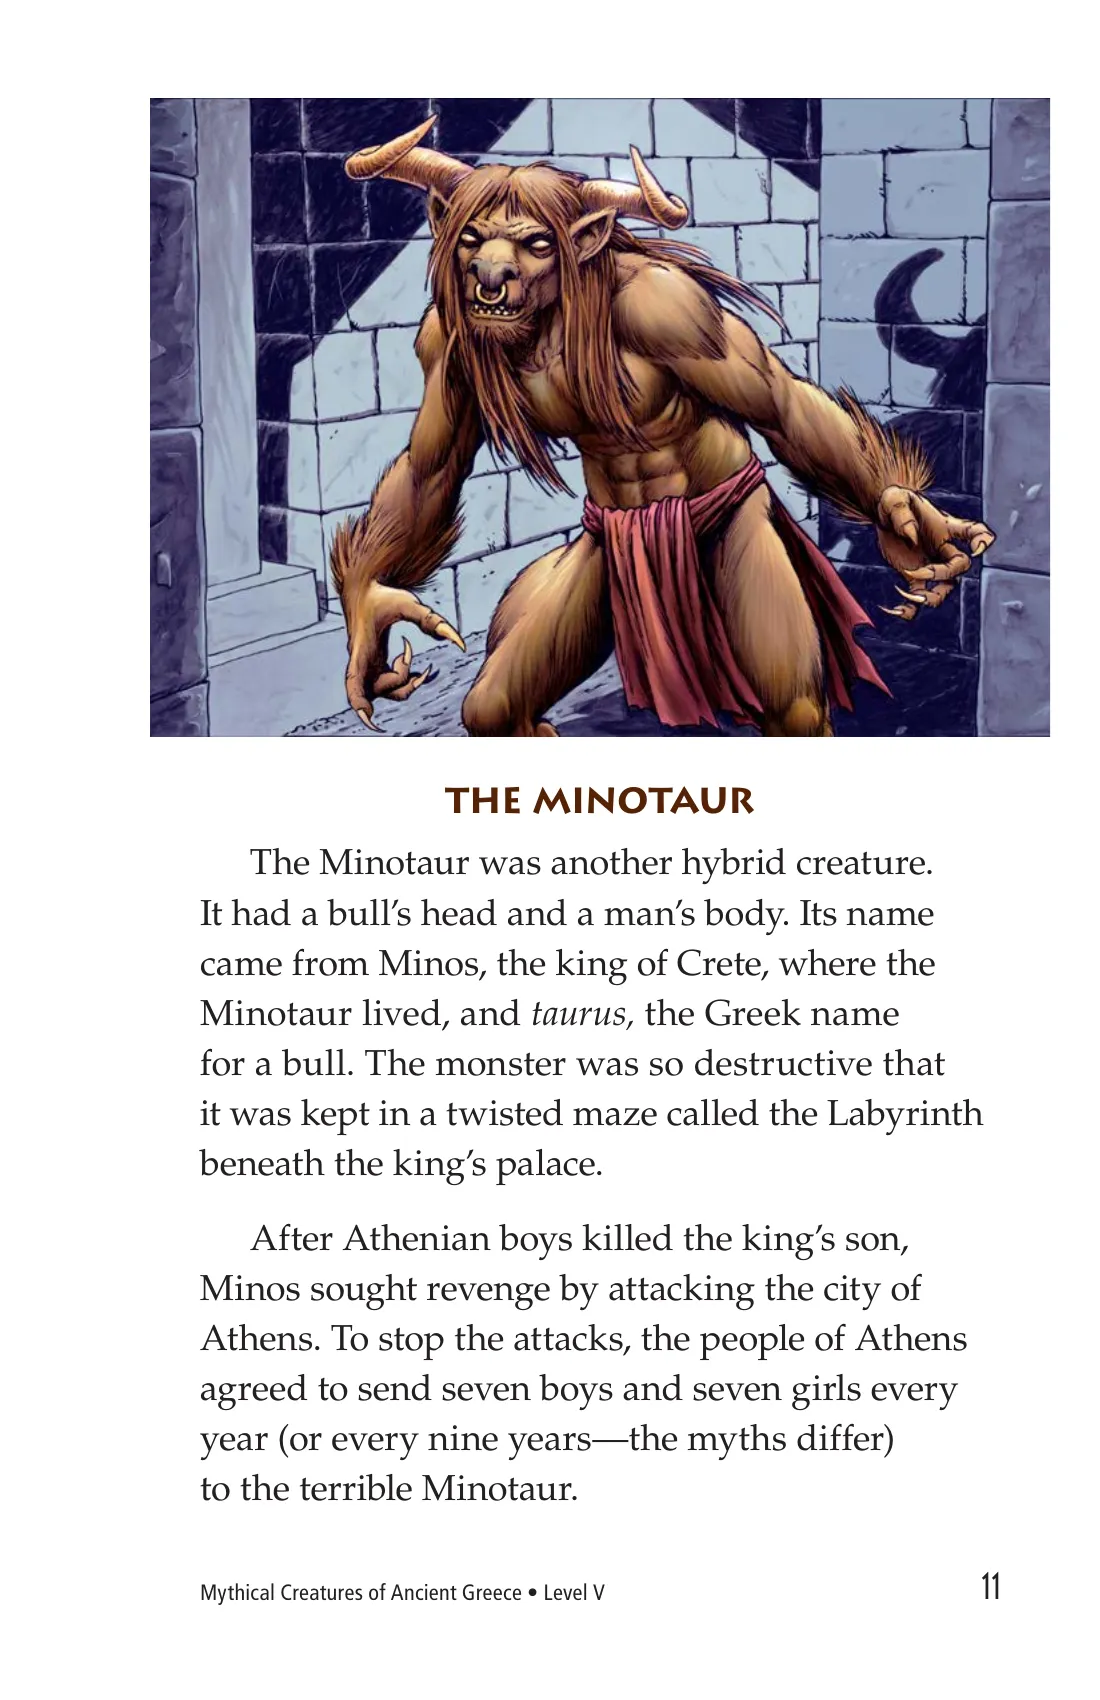 THE MINOTAUR
The Minotaur was another hybrid creature.
It had a bull’s head and a man’s body. Its name
came from Minos, the king of Crete, where the
Minotaur lived, and taurus, the Greek name
for a bull. The monster was so destructive that
it was kept in a twisted maze called the Labyrinth
beneath the king’s palace.
After Athenian boys killed the king’s son,
Minos sought revenge by attacking the city of
Athens. To stop the attacks, the people of Athens
agreed to send seven boys and seven girls every
year (or every nine years—the myths differ)
to the terrible Minotaur.
Mythical Creatures of Ancient Greece • Level V
11